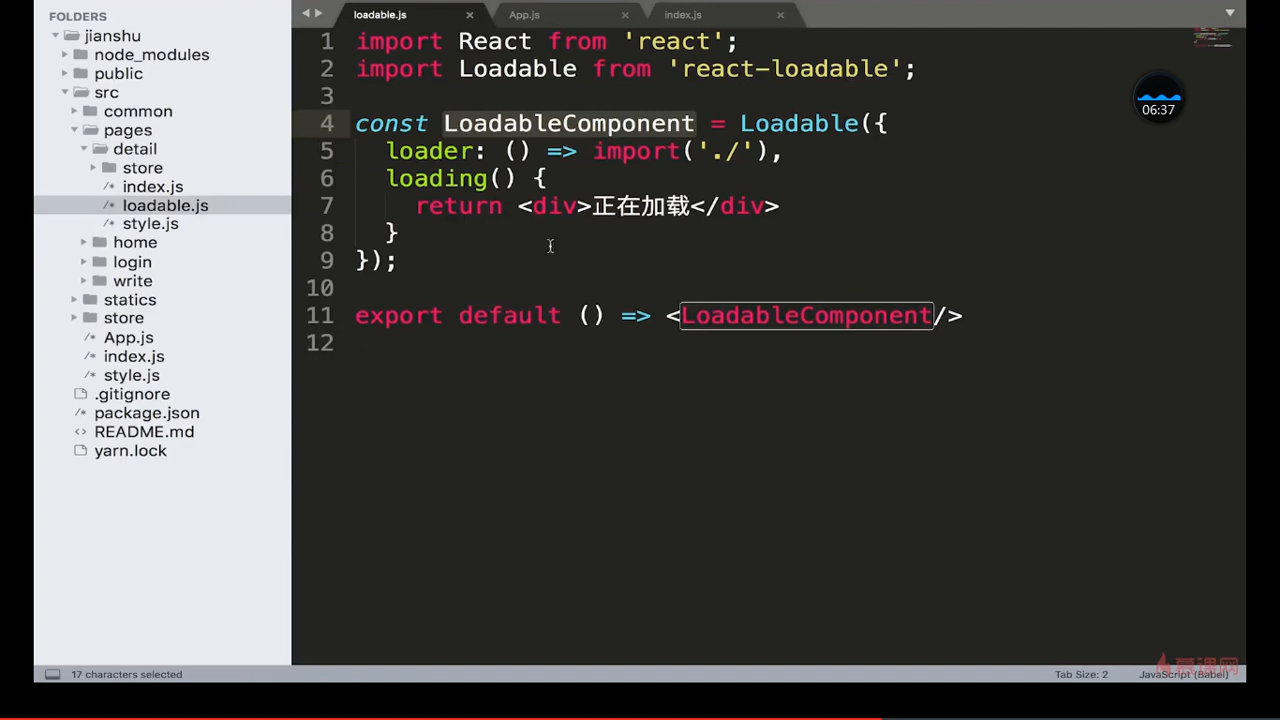 FOLDERS
jianshu
node_modules
public
src
common
pages
detail
store
index.js
loadable.js
style.js
home
login
write
statics
store
App.js
index.js
style.js
.gitignore
package.json
README.md
yarn.lock
loadable.js
App.js
index.js
1 import React from 'react';
2 import Loadable from 'react-loadable';
3
4 const LoadableComponent = Loadable({
5 loader: () => import('./'),
6 loading() {
7 return <div>正在加载</div>
8 }
9 });
10
11 export default () => <LoadableComponent/>
12
06:37
17 characters selected
Tab Size: 2
JavaScript (Babel)
慕课网